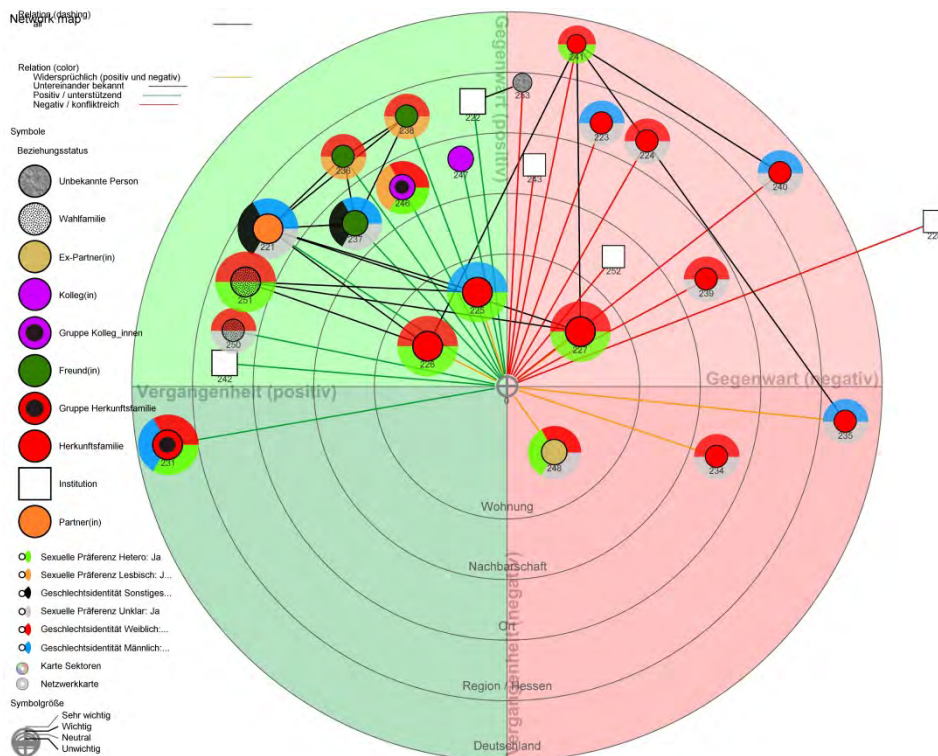 Relation (dashing)
Network map
all
Relation (color)
Widersprüchlich (positiv und negativ)
Untereinander bekannt
Positiv / unterstützend
Negativ / konfliktreich
Symbole
Beziehungsstatus
Unbekannte Person
Wahlfamilie
Ex-Partner(in)
Kolleg(in)
Gruppe Kolleg_innen
Freund(in)
Gruppe Herkunftsfamilie
Herkunftsfamilie
Institution
Partner(in)
Sexuelle Präferenz Hetero: Ja
Sexuelle Präferenz Lesbisch: J...
Geschlechtsidentität Sonstiges...
Sexuelle Präferenz Unklar: Ja
Geschlechtsidentität Weiblich:...
Geschlechtsidentität Männlich:...
Karte Sektoren
Netzwerkkarte
Symbolgröße
Sehr wichtig
Wichtig
Neutral
Unwichtig
Gegenwart (positiv)
Vergangenheit (positiv)
Gegenwart (negativ)
Vergangenheit (negativ)
Wohnung
Nachbarschaft
Ort
Region / Hessen
Deutschland
241
253
222
238
223
224
236
247
243
240
246
237
221
252
239
251
225
227
250
226
242
231
235
248
234